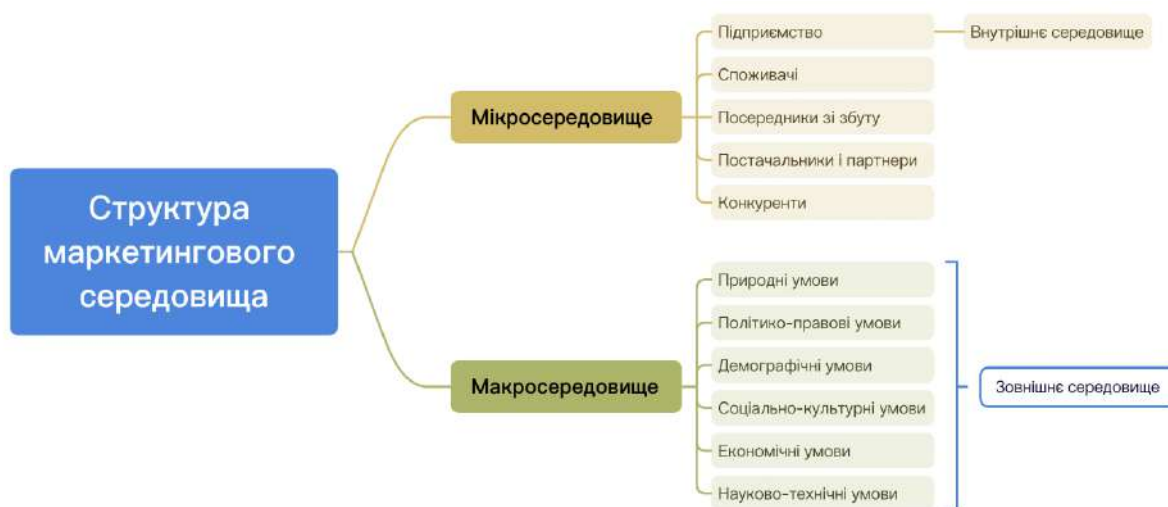 Структура
маркетингового
середовища
Мікросередовище
Підприємство
Внутрішнє середовище
Споживачі
Посередники зі збуту
Постачальники і партнери
Конкуренти
Макросередовище
Природні умови
Політико-правові умови
Демографічні умови
Соціально-культурні умови
Економічні умови
Науково-технічні умови
Зовнішнє середовище